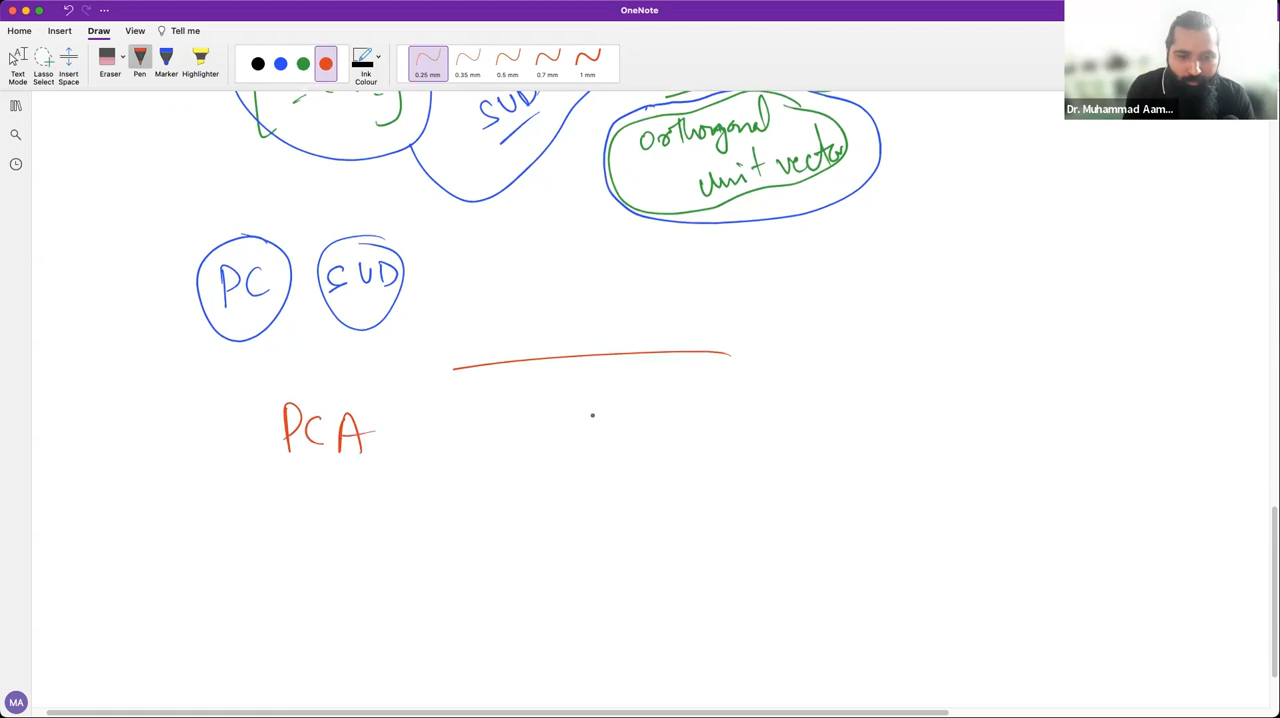 OneNote
Home Insert Draw View Tell me
Text Mode Lasso Select Insert Space Eraser Pen Marker Highlighter Ink Colour 0.25 mm 0.35 mm 0.5 mm 0.7 mm 1 mm
Dr. Muhammad Aam...
SVD
Orthogonal
unit vector
PC SVD
PCA
MA